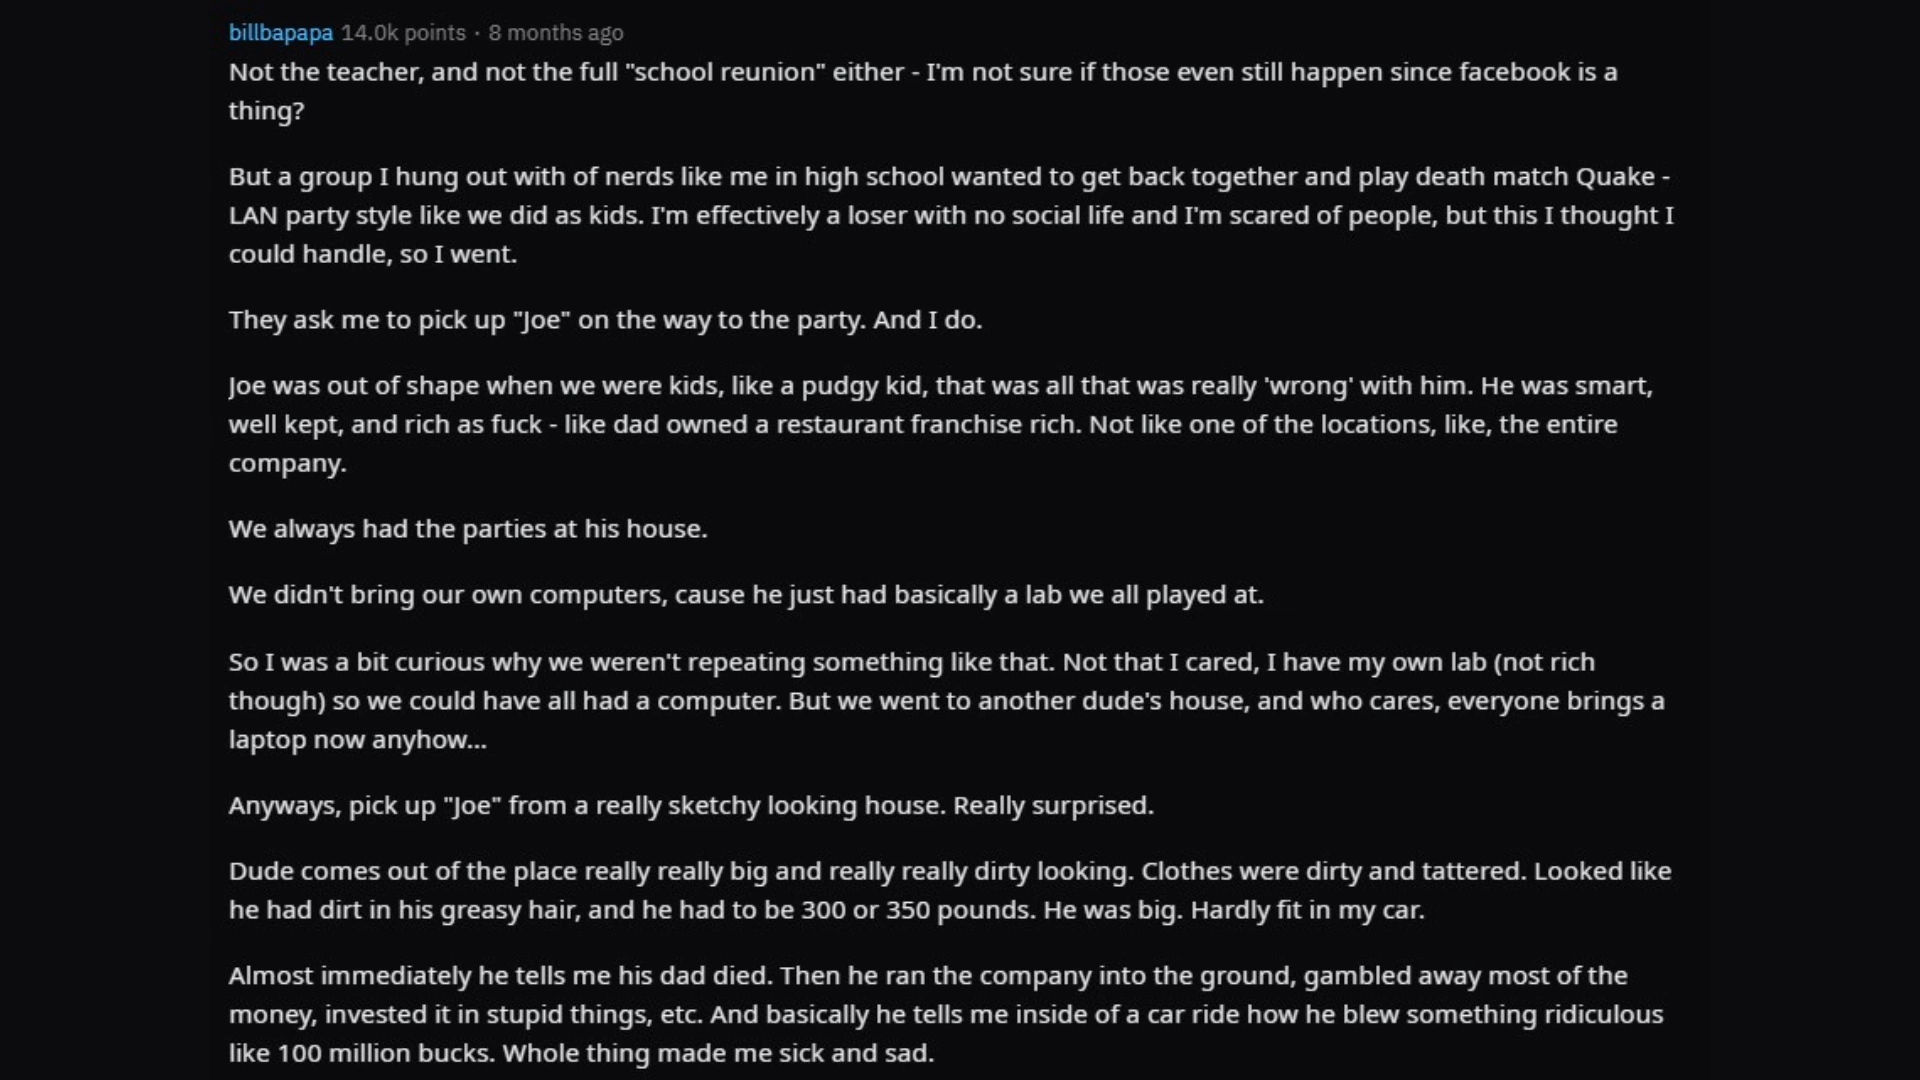 billbapapa 14.0k points · 8 months ago
Not the teacher, and not the full "school reunion" either - I'm not sure if those even still happen since facebook is a
thing?
But a group I hung out with of nerds like me in high school wanted to get back together and play death match Quake -
LAN party style like we did as kids. I'm effectively a loser with no social life and I'm scared of people, but this I thought I
could handle, so I went.
They ask me to pick up "Joe" on the way to the party. And I do.
Joe was out of shape when we were kids, like a pudgy kid, that was all that was really 'wrong' with him. He was smart,
well kept, and rich as fuck - like dad owned a restaurant franchise rich. Not like one of the locations, like, the entire
company.
We always had the parties at his house.
We didn't bring our own computers, cause he just had basically a lab we all played at.
So I was a bit curious why we weren't repeating something like that. Not that I cared, I have my own lab (not rich
though) so we could have all had a computer. But we went to another dude's house, and who cares, everyone brings a
laptop now anyhow...
Anyways, pick up "Joe" from a really sketchy looking house. Really surprised.
Dude comes out of the place really really big and really really dirty looking. Clothes were dirty and tattered. Looked like
he had dirt in his greasy hair, and he had to be 300 or 350 pounds. He was big. Hardly fit in my car.
Almost immediately he tells me his dad died. Then he ran the company into the ground, gambled away most of the
money, invested it in stupid things, etc. And basically he tells me inside of a car ride how he blew something ridiculous
like 100 million bucks. Whole thing made me sick and sad.